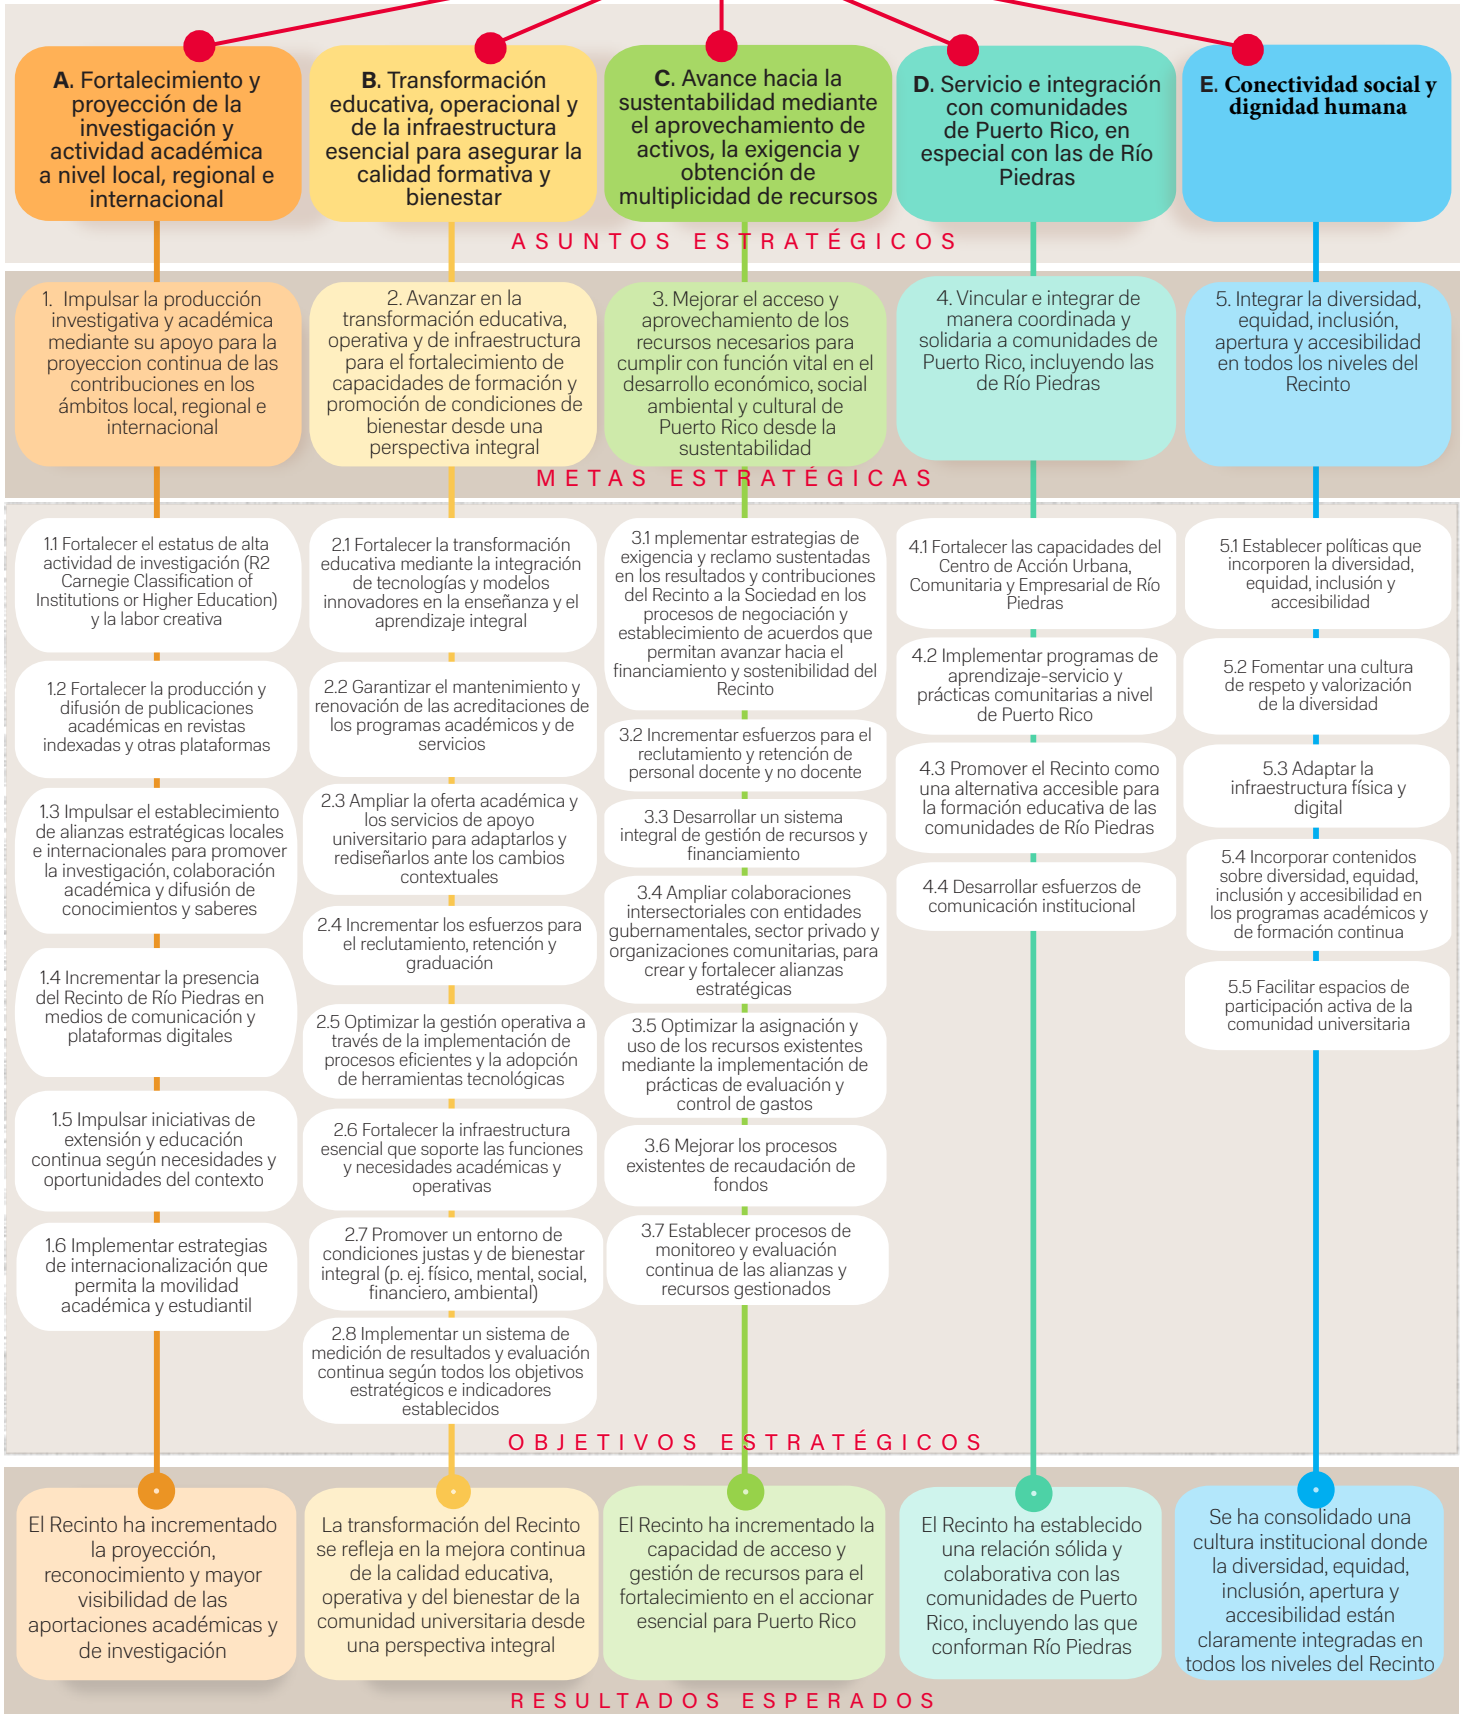 A. Fortalecimiento y
proyección de la
investigación y
actividad académica
a nivel local, regional e
internacional
B. Transformación
educativa, operacional y
de la infraestructura
esencial para asegurar la
calidad formativa y
bienestar
C. Avance hacia la
sustentabilidad mediante
el aprovechamiento de
activos, la exigencia y
obtención de
multiplicidad de recursos
D. Servicio e integración
con comunidades
de Puerto Rico, en
especial con las de Río
Piedras
E. Conectividad social y
dignidad humana
ASUNTOS ESTRATÉGICOS
1. Impulsar la producción
investigativa y académica
mediante su apoyo para la
proyeccion continua de las
contribuciones en los
ámbitos local, regional e
internacional
2. Avanzar en la
transformación educativa,
operativa y de infraestructura
para el fortalecimiento de
capacidades de formación y
promoción de condiciones de
bienestar desde una
perspectiva integral
3. Mejorar el acceso y
aprovechamiento de los
recursos necesarios para
cumplir con función vital en el
desarrollo económico, social
ambiental y cultural de
Puerto Rico desde la
sustentabilidad
4. Vincular e integrar de
manera coordinada y
solidaria a comunidades de
Puerto Rico, incluyendo las
de Río Piedras
5. Integrar la diversidad,
equidad, inclusión,
apertura y accesibilidad
en todos los niveles del
Recinto
METAS ESTRATÉGICAS
1.1 Fortalecer el estatus de alta
actividad de investigación (R2
Carnegie Classification of
Institutions or Higher Education)
y la labor creativa
1.2 Fortalecer la producción y
difusión de publicaciones
académicas en revistas
indexadas y otras plataformas
1.3 Impulsar el establecimiento
de alianzas estratégicas locales
e internacionales para promover
la investigación, colaboración
académica y difusión de
conocimientos y saberes
1.4 Incrementar la presencia
del Recinto de Río Piedras en
medios de comunicación y
plataformas digitales
1.5 Impulsar iniciativas de
extensión y educación
continua según necesidades y
oportunidades del contexto
1.6 Implementar estrategias
de internacionalización que
permita la movilidad
académica y estudiantil
2.1 Fortalecer la transformación
educativa mediante la integración
de tecnologías y modelos
innovadores en la enseñanza y el
aprendizaje integral
2.2 Garantizar el mantenimiento y
renovación de las acreditaciones de
los programas académicos y de
servicios
2.3 Ampliar la oferta académica y
los servicios de apoyo
universitario para adaptarlos y
rediseñarlos ante los cambios
contextuales
2.4 Incrementar los esfuerzos para
el reclutamiento, retención y
graduación
2.5 Optimizar la gestión operativa a
través de la implementación de
procesos eficientes y la adopción
de herramientas tecnológicas
2.6 Fortalecer la infraestructura
esencial que soporte las funciones
y necesidades académicas y
operativas
2.7 Promover un entorno de
condiciones justas y de bienestar
integral (p. ej. físico, mental, social,
financiero, ambiental)
2.8 Implementar un sistema de
medición de resultados y evaluación
continua según todos los objetivos
estratégicos e indicadores
establecidos
3.1 mplementar estrategias de
exigencia y reclamo sustentadas
en los resultados y contribuciones
del Recinto a la Sociedad en los
procesos de negociación y
establecimiento de acuerdos que
permitan avanzar hacia el
financiamiento y sostenibilidad del
Recinto
3.2 Incrementar esfuerzos para el
reclutamiento y retención de
personal docente y no docente
3.3 Desarrollar un sistema
integral de gestión de recursos y
financiamiento
3.4 Ampliar colaboraciones
intersectoriales con entidades
gubernamentales, sector privado y
organizaciones comunitarias, para
crear y fortalecer alianzas
estratégicas
3.5 Optimizar la asignación y
uso de los recursos existentes
mediante la implementación de
prácticas de evaluación y
control de gastos
3.6 Mejorar los procesos
existentes de recaudación de
fondos
3.7 Establecer procesos de
monitoreo y evaluación
continua de las alianzas y
recursos gestionados
4.1 Fortalecer las capacidades del
Centro de Acción Urbana,
Comunitaria y Empresarial de Río
Piedras
4.2 Implementar programas de
aprendizaje-servicio y
prácticas comunitarias a nivel
de Puerto Rico
4.3 Promover el Recinto como
una alternativa accesible para
la formación educativa de las
comunidades de Río Piedras
4.4 Desarrollar esfuerzos de
comunicación institucional
5.1 Establecer políticas que
incorporen la diversidad,
equidad, inclusión y
accesibilidad
5.2 Fomentar una cultura
de respeto y valorización
de la diversidad
5.3 Adaptar la
infraestructura física y
digital
5.4 Incorporar contenidos
sobre diversidad, equidad,
inclusión y accesibilidad en
los programas académicos y
de formación continua
5.5 Facilitar espacios de
participación activa de la
comunidad universitaria
OBJETIVOS ESTRATÉGICOS
El Recinto ha incrementado
la proyección,
reconocimiento y mayor
visibilidad de las
aportaciones académicas y
de investigación
La transformación del Recinto
se refleja en la mejora continua
de la calidad educativa,
operativa y del bienestar de la
comunidad universitaria desde
una perspectiva integral
El Recinto ha incrementado la
capacidad de acceso y
gestión de recursos para el
fortalecimiento en el accionar
esencial para Puerto Rico
El Recinto ha establecido
una relación sólida y
colaborativa con las
comunidades de Puerto
Rico, incluyendo las que
conforman Río Piedras
Se ha consolidado una
cultura institucional donde
la diversidad, equidad,
inclusión, apertura y
accesibilidad están
claramente integradas en
todos los niveles del Recinto
RESULTADOS ESPERADOS